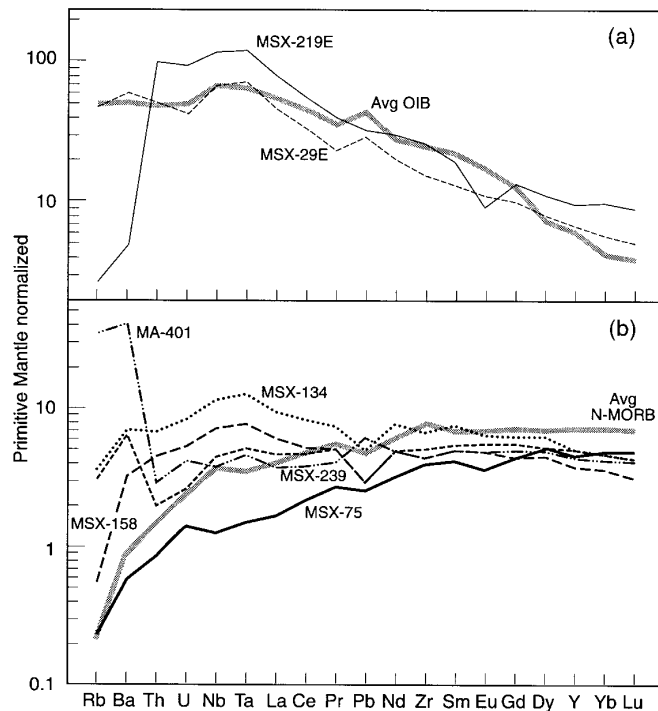 (a)
100
MSX-219E
Avg OIB
MSX-29E
10
Primitive Mantle normalized
(b)
MA-401
MSX-134
10
Avg
N-MORB
MSX-239
MSX-158
MSX-75
1
0.1
Rb Ba Th U Nb Ta La Ce Pr Pb Nd Zr Sm Eu Gd Dy Y Yb Lu